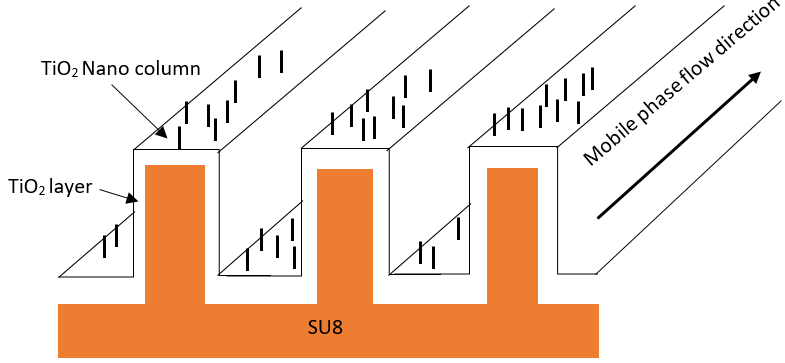 TiO₂ Nano column
Mobile phase flow direction
TiO₂ layer
SU8